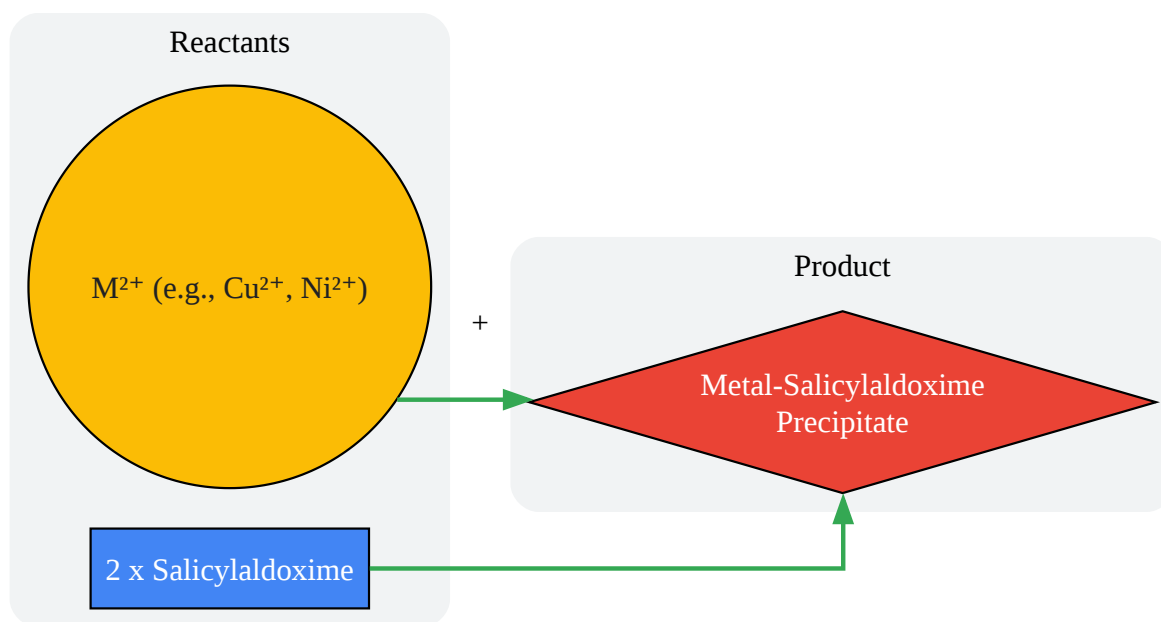 Reactants
M²⁺ (e.g., Cu²⁺, Ni²⁺)
+
Product
Metal-Salicylaldoxime
Precipitate
2 x Salicylaldoxime